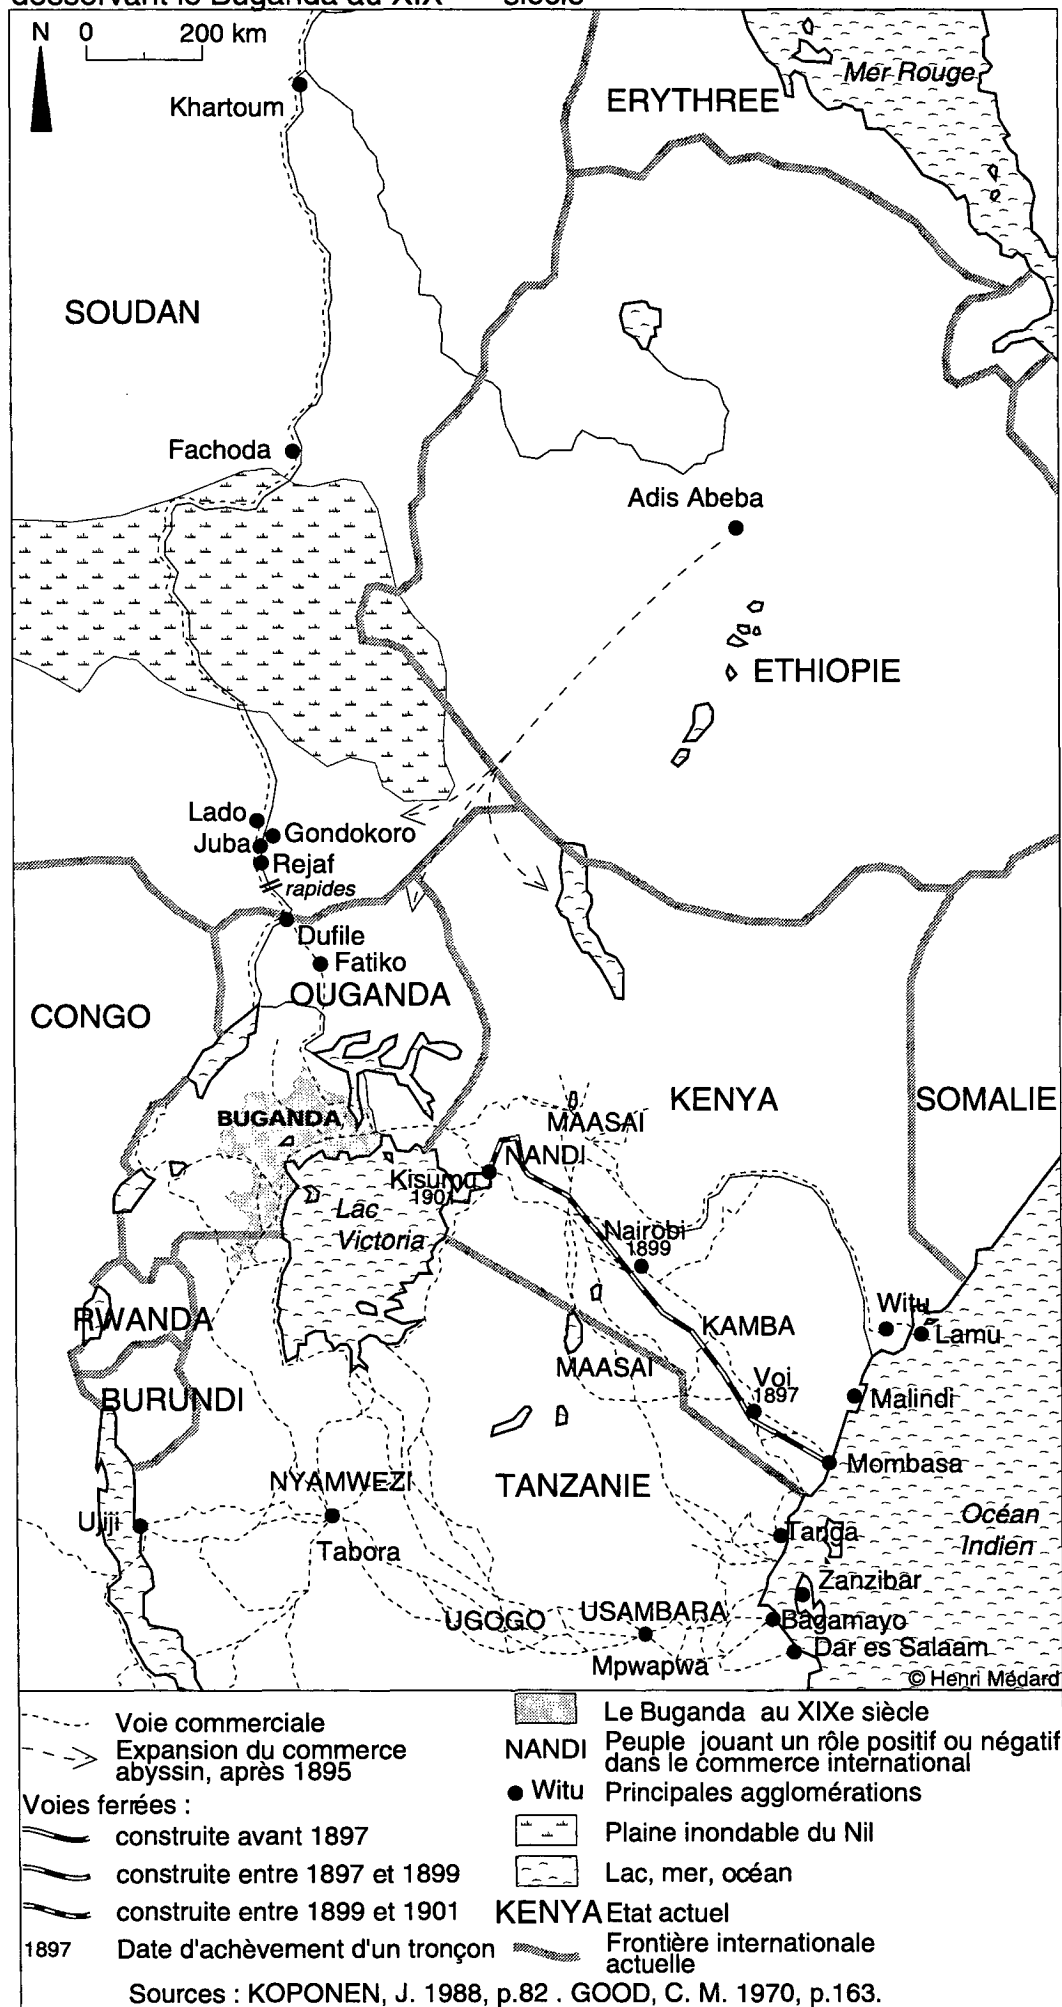 desservant le Buganda au XIX siècle
N 0 200 km
Khartoum
Mer Rouge
ERYTHREE
SOUDAN
Fachoda
Adis Abeba
ETHIOPIE
Lado
Gondokoro
Juba
Rejaf
rapides
Dufile
Fatiko
OUGANDA
CONGO
KENYA
SOMALIE
BUGANDA
MAASAI
NANDI
Kisumu
1901
Lac
Victoria
Nairobi
1899
RWANDA
KAMBA
Witu
Lamu
MAASAI
Voi
1897
BURUNDI
Malindi
Mombasa
NYAMWEZI
TANZANIE
Ujiji
Tabora
Océan
Indien
Tanga
Zanzibar
UGOGO
USAMBARA
Bagamayo
Mpwapwa
Dar es Salaam
© Henri Médard
Voie commerciale
Expansion du commerce
abyssin, après 1895
Voies ferrées :
construite avant 1897
construite entre 1897 et 1899
construite entre 1899 et 1901
1897 Date d'achèvement d'un tronçon
Le Buganda au XIXe siècle
NANDI Peuple jouant un rôle positif ou négatif
dans le commerce international
Witu Principales agglomérations
Plaine inondable du Nil
Lac, mer, océan
KENYA Etat actuel
Frontière internationale
actuelle
Sources : KOPONEN, J. 1988, p.82 . GOOD, C. M. 1970, p.163.